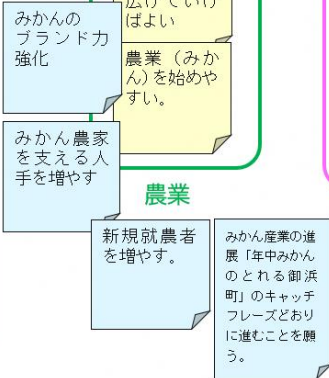 みかんの
ブランド力
強化
広げていけ
ばよい
農業（みか
ん）を始めや
すい。
みかん農家
を支える人
手を増やす
農業
新規就農者
を増やす。
みかん産業の進
展「年中みかん
のとれる御浜
町」のキャッチ
フレーズどおり
に進むことを願
う。